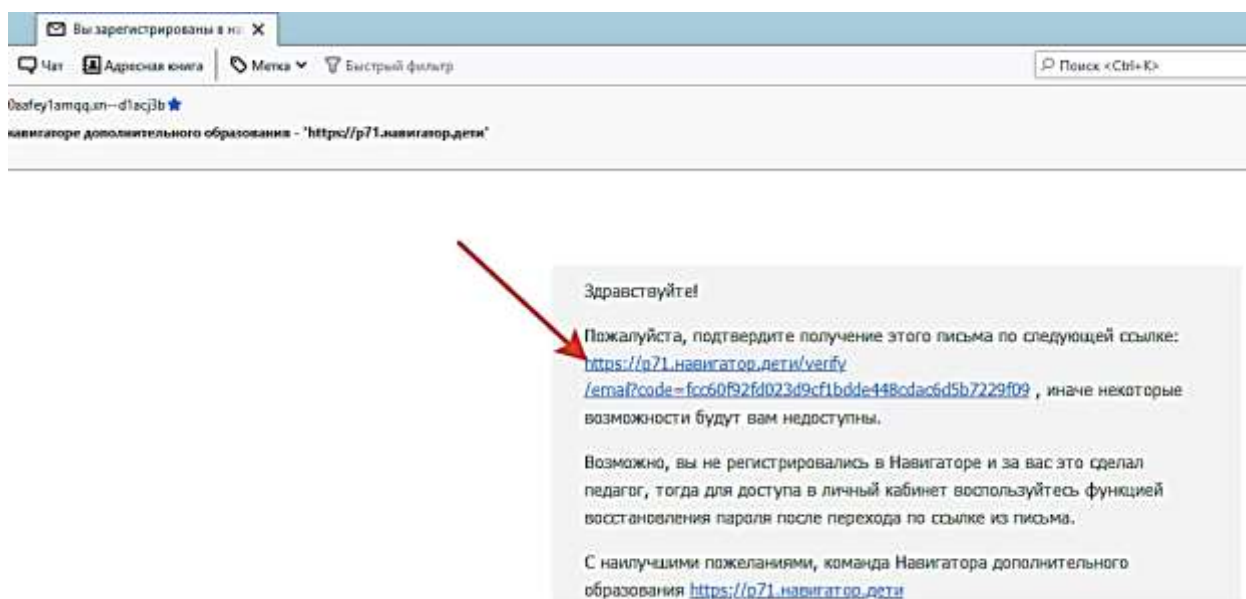 Вы зарегистрированы в на
Чат Адресная книга Метка Быстрый фильтр Поиск <Ctrl+K>
0aafey1amqq.xn--d1acj3b
навигаторе дополнительного образования - "https://p71.навигатор.дети"
Здравствуйте!
Пожалуйста, подтвердите получение этого письма по следующей ссылке:
https://p71.навигатор.дети/verify
/email?code=fcc60f92fd023d9cf1bdde448cdac6d5b7229f09 , иначе некоторые
возможности будут вам недоступны.
Возможно, вы не регистрировались в Навигаторе и за вас это сделал
педагог, тогда для доступа в личный кабинет воспользуйтесь функцией
восстановления пароля после перехода по ссылке из письма.
С наилучшими пожеланиями, команда Навигатора дополнительного
образования https://p71.навигатор.дети